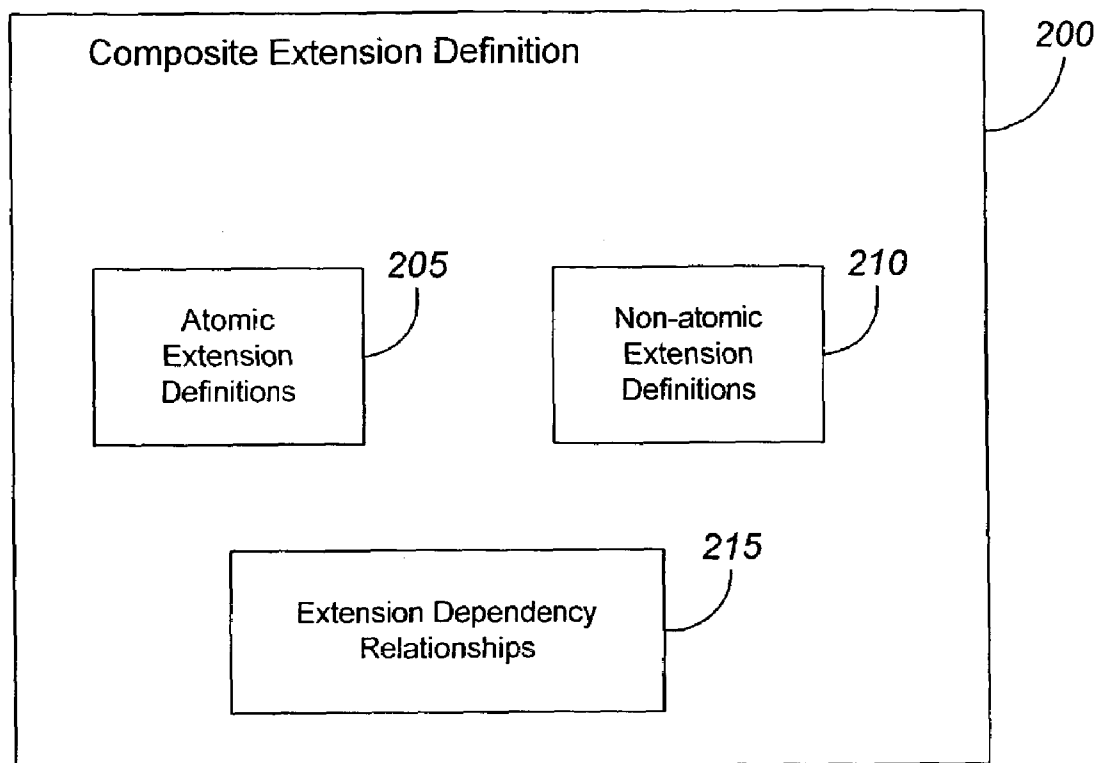 Composite Extension Definition
200
205
210
Atomic
Extension
Definitions
Non-atomic
Extension
Definitions
215
Extension Dependency
Relationships